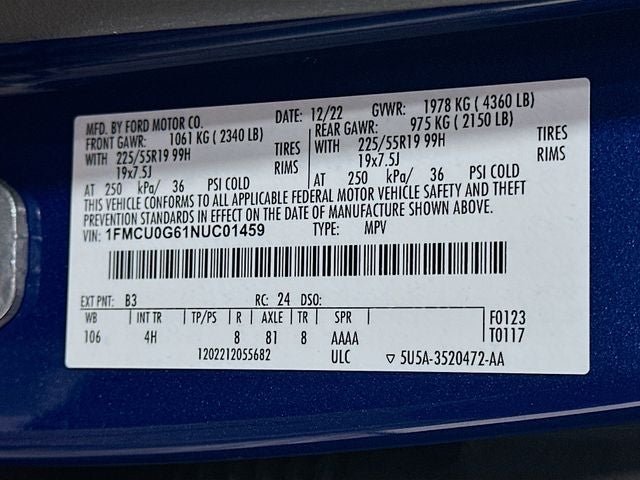 MFD. BY FORD MOTOR CO. DATE: 12/22 GVWR: 1978 KG ( 4360 LB)
FRONT GAWR: 1061 KG ( 2340 LB) REAR GAWR: 975 KG ( 2150 LB)
WITH 225/55R19 99H TIRES WITH 225/55R19 99H TIRES
19x7.5J RIMS 19x7.5J RIMS
AT 250 kPa/ 36 PSI COLD AT 250 kPa/ 36 PSI COLD
THIS VEHICLE CONFORMS TO ALL APPLICABLE FEDERAL MOTOR VEHICLE SAFETY AND THEFT
PREVENTION STANDARDS IN EFFECT ON THE DATE OF MANUFACTURE SHOWN ABOVE.
VIN: 1FMCU0G61NUC01459 TYPE: MPV
EXT PNT: B3 RC: 24 DSO:
WB INT TR TP/PS R AXLE TR SPR F0123
106 4H 8 81 8 AAAA T0117
1202212055682 ULC ▽ 5U5A-3520472-AA